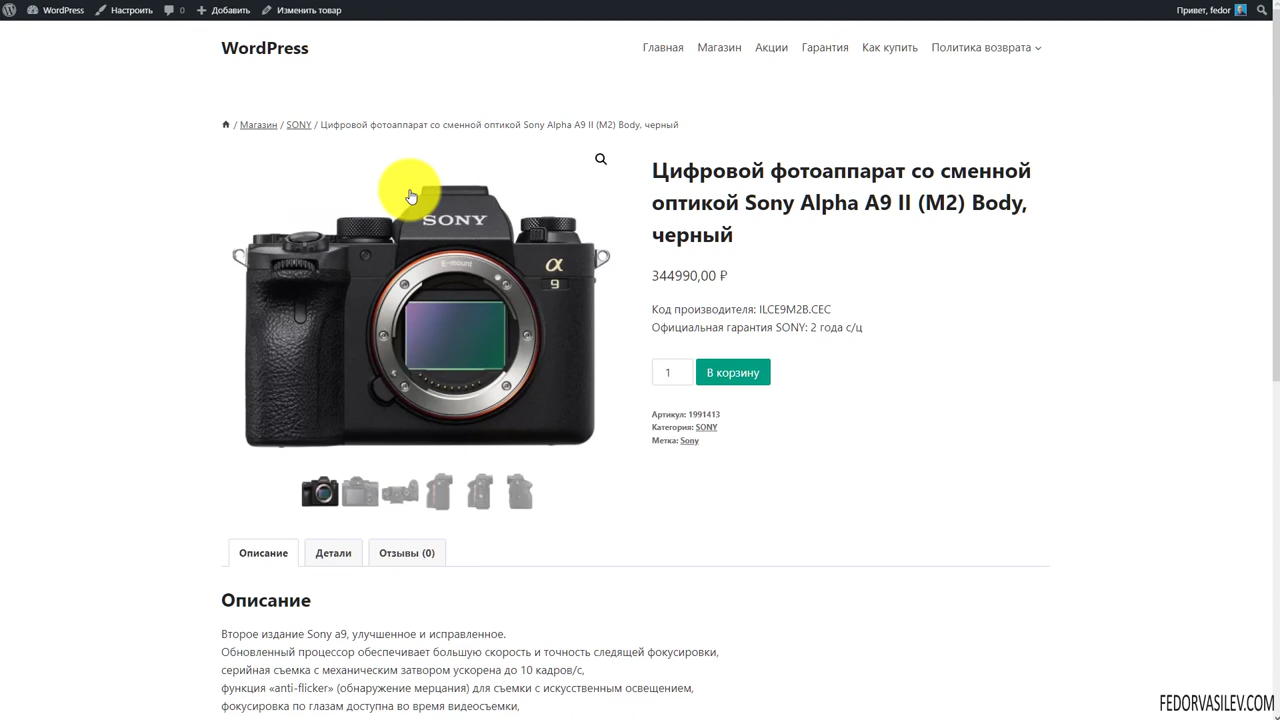 WordPress Настроить 0 Добавить Изменить товар Привет, fedor
WordPress
Главная Магазин Акции Гарантия Как купить Политика возврата
/ Магазин / SONY / Цифровой фотоаппарат со сменной оптикой Sony Alpha A9 II (M2) Body, черный
SONY
E-mount
α
9
Цифровой фотоаппарат со сменной
оптикой Sony Alpha A9 II (M2) Body,
черный
344990,00 ₽
Код производителя: ILCE9M2B.CEC
Официальная гарантия SONY: 2 года с/ц
1 В корзину
Артикул: 1991413
Категория: SONY
Метка: Sony
Описание Детали Отзывы (0)
Описание
Второе издание Sony a9, улучшенное и исправленное.
Обновленный процессор обеспечивает большую скорость и точность следящей фокусировки,
серийная съемка с механическим затвором ускорена до 10 кадров/с,
функция «anti-flicker» (обнаружение мерцания) для съемки с искусственным освещением,
фокусировка по глазам доступна во время видеосъемки,
FEDORVASILEV.COM